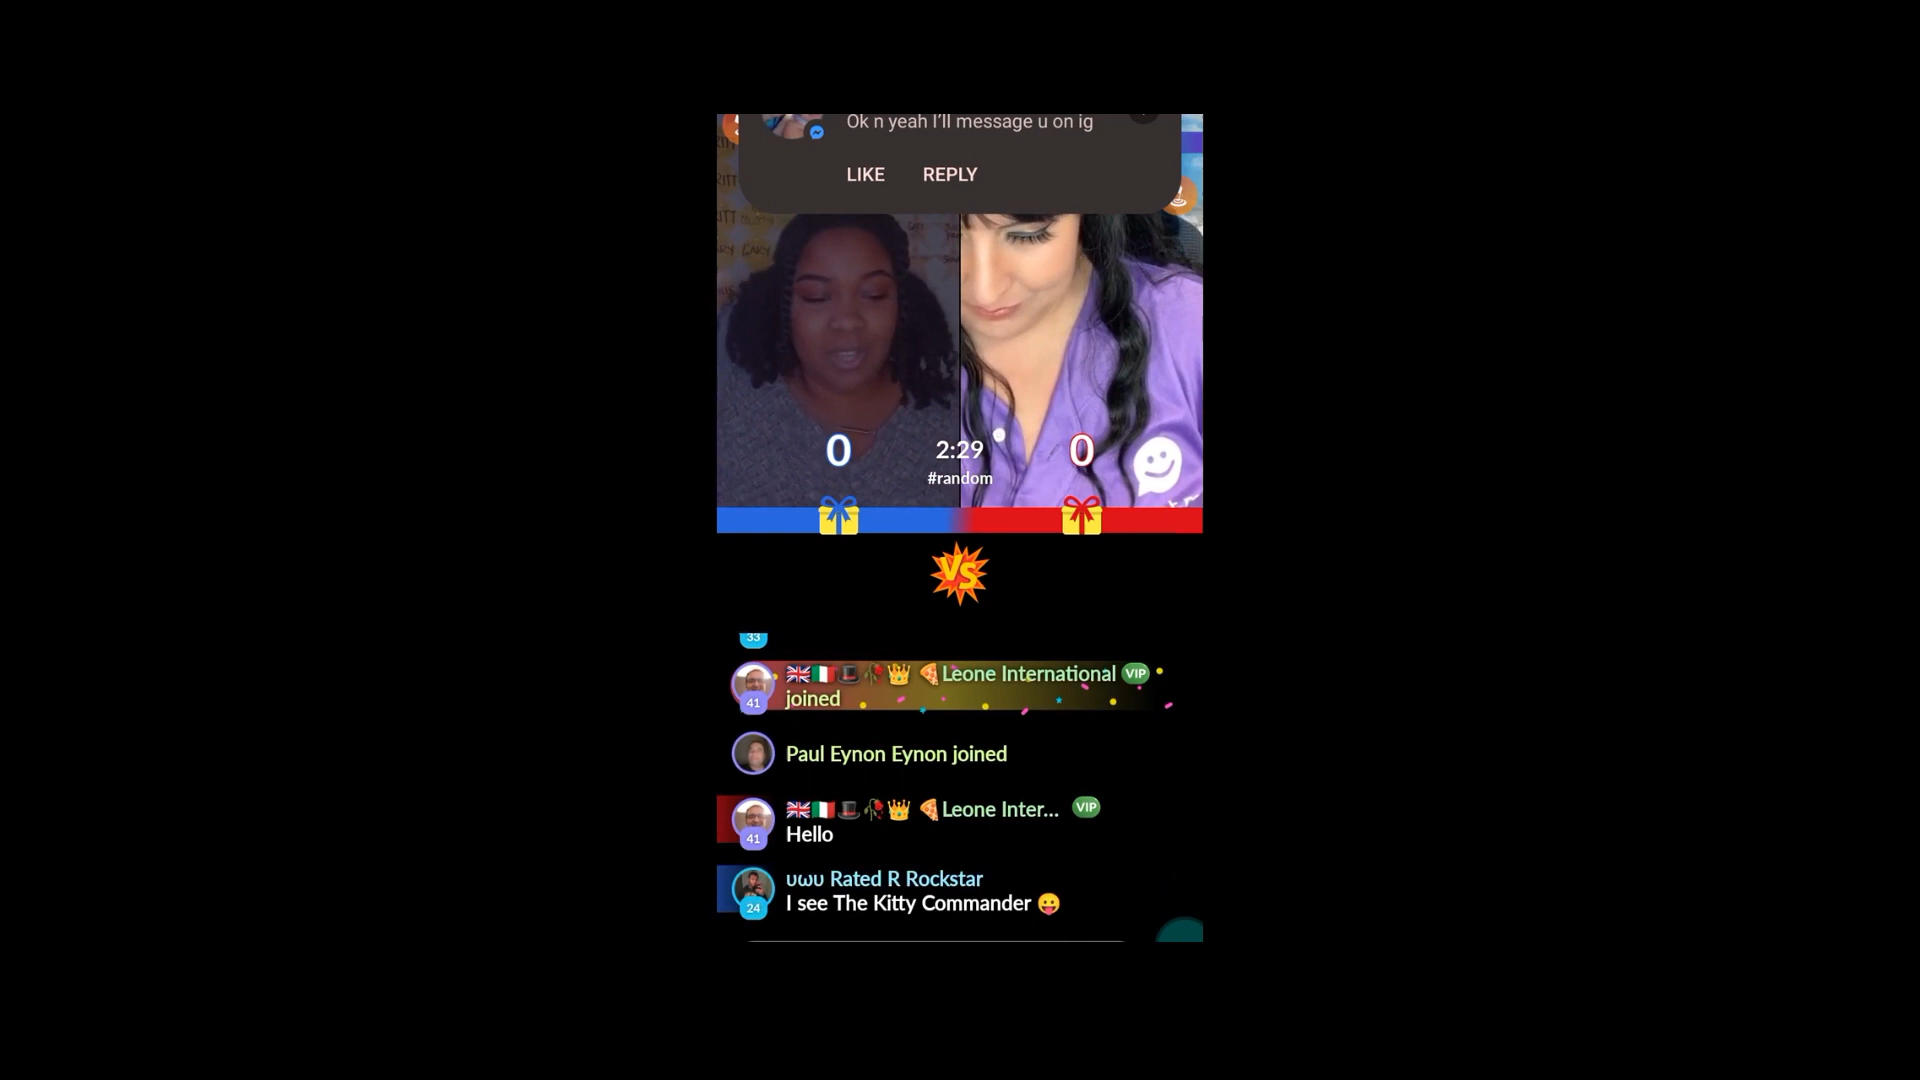 Ok n yeah I'll message u on ig
LIKE REPLY
0 2:29 0
#random
VS
33
Leone International VIP
joined
41
Paul Eynon Eynon joined
Leone Inter... VIP
Hello
41
υωυ Rated R Rockstar
I see The Kitty Commander
24